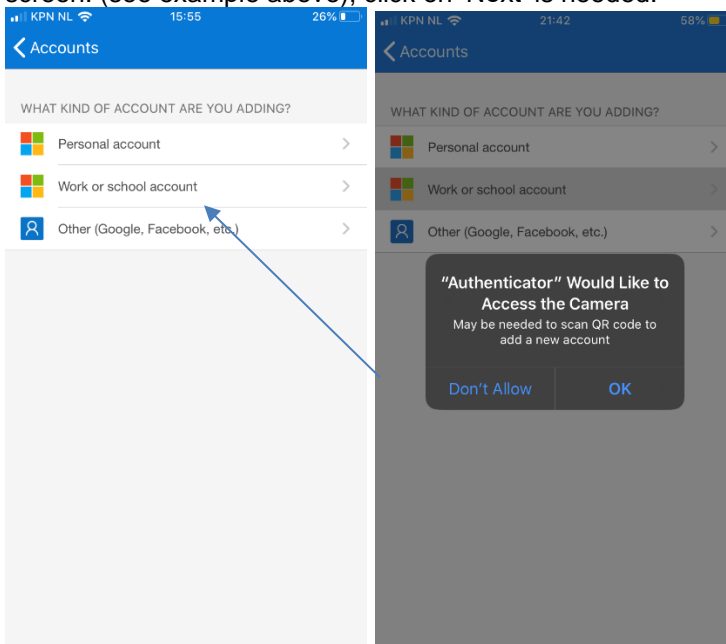 screen. (see example above), click on 'Next' is needed.
KPN NL 15:55 26%
Accounts
WHAT KIND OF ACCOUNT ARE YOU ADDING?
Personal account
Work or school account
Other (Google, Facebook, etc.)
KPN NL 21:42 58%
Accounts
WHAT KIND OF ACCOUNT ARE YOU ADDING?
Personal account
Work or school account
Other (Google, Facebook, etc.)
"Authenticator" Would Like to
Access the Camera
May be needed to scan QR code to
add a new account
Don't Allow OK